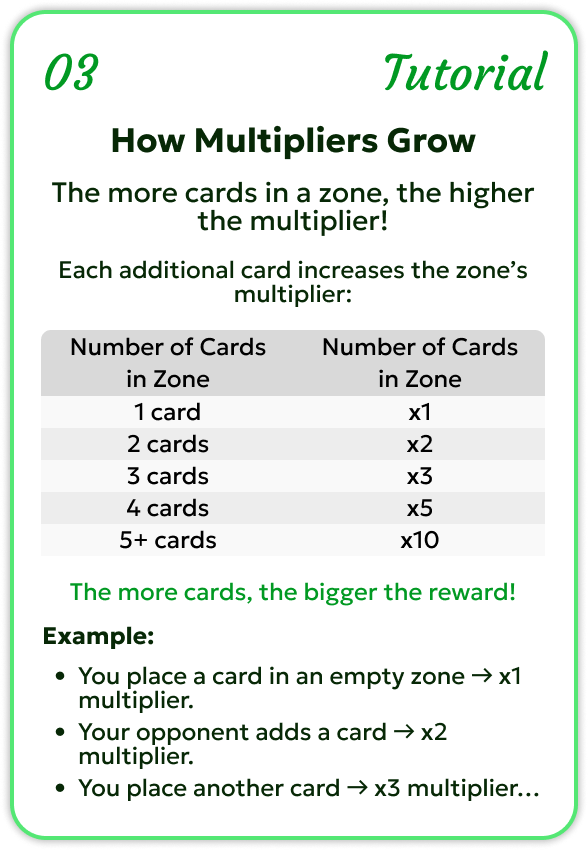 03 Tutorial
How Multipliers Grow
The more cards in a zone, the higher
the multiplier!
Each additional card increases the zone’s
multiplier:
Number of Cards Number of Cards
in Zone in Zone
1 card x1
2 cards x2
3 cards x3
4 cards x5
5+ cards x10
The more cards, the bigger the reward!
Example:
• You place a card in an empty zone → x1
multiplier.
• Your opponent adds a card → x2
multiplier.
• You place another card → x3 multiplier…